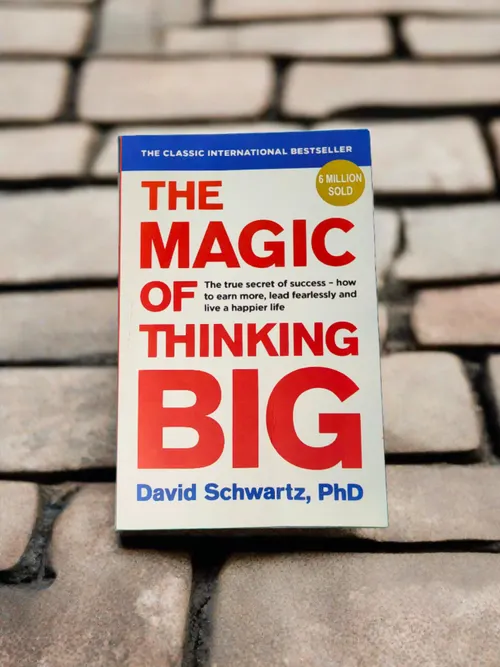 THE CLASSIC INTERNATIONAL BESTSELLER
6 MILLION
SOLD
THE
MAGIC
OF
The true secret of success – how
to earn more, lead fearlessly and
live a happier life
THINKING
BIG
David Schwartz, PhD